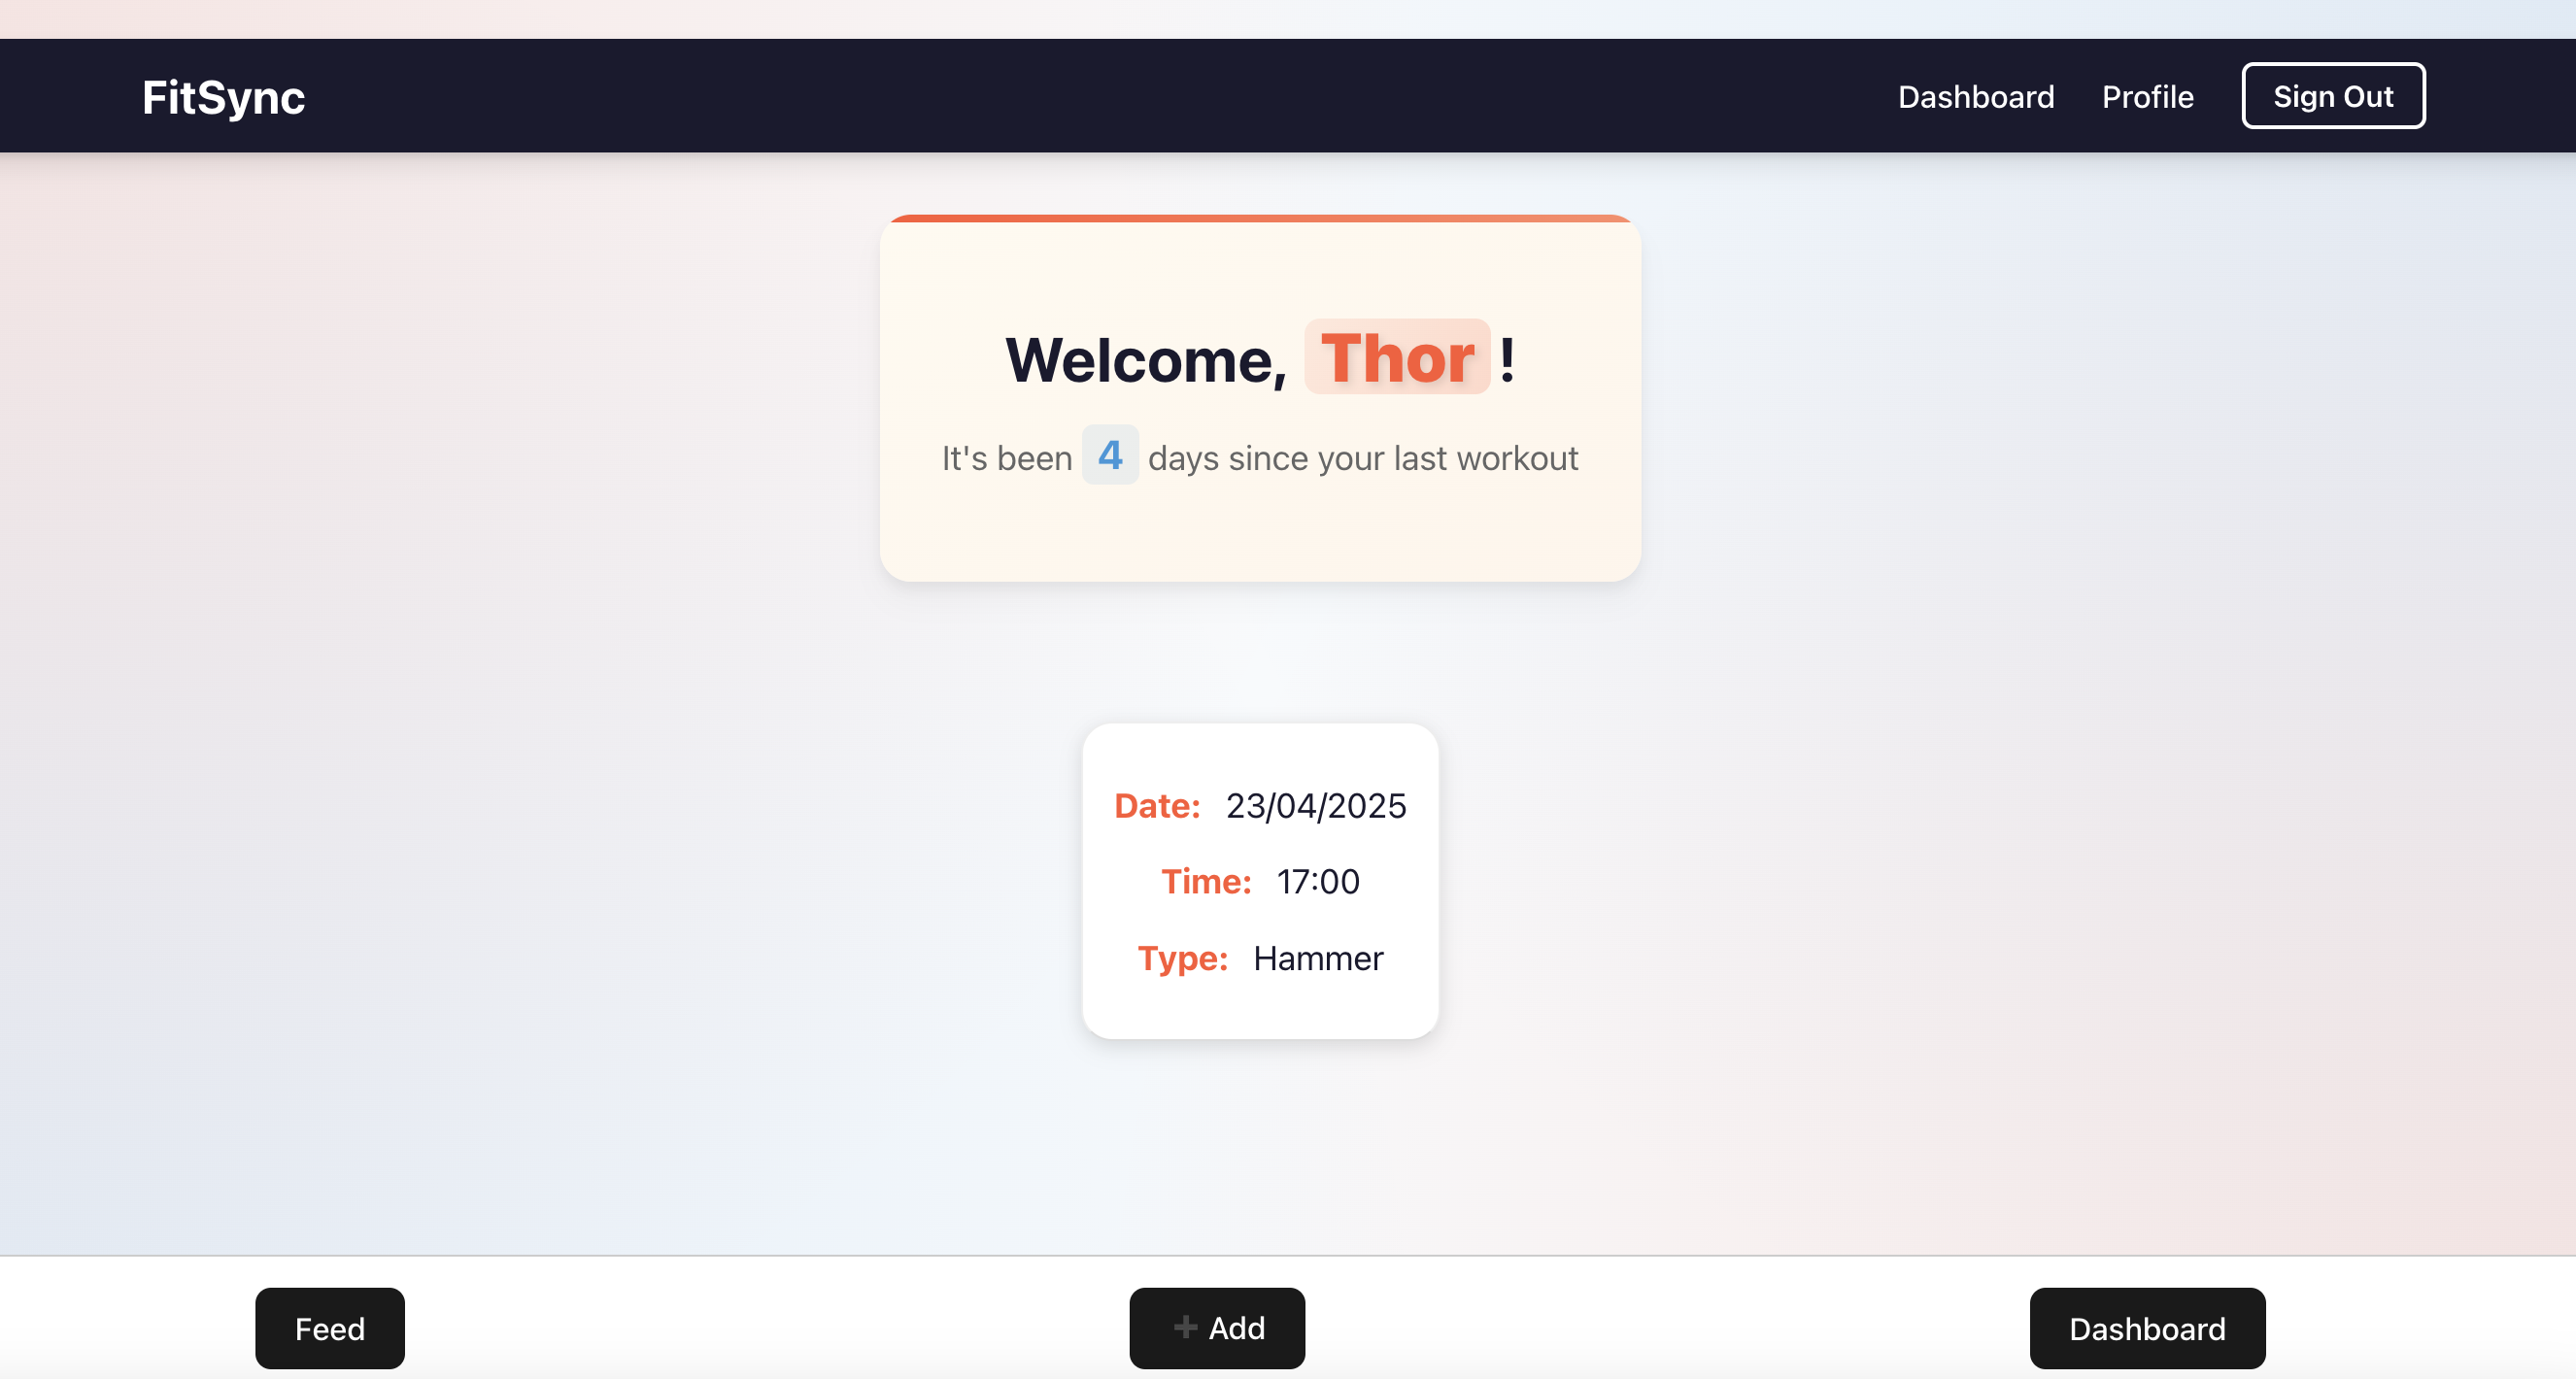 FitSync
Dashboard
Profile
Sign Out
Welcome, Thor!
It's been 4 days since your last workout
Date: 23/04/2025
Time: 17:00
Type: Hammer
Feed
➕ Add
Dashboard